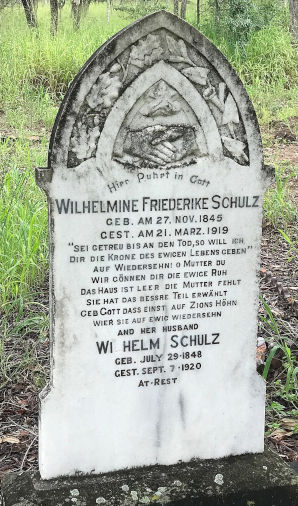 Hier Ruht in Gott
WILHELMINE FRIEDERIKE SCHULZ
GEB. AM 27. NOV. 1845
GEST. AM 21. MARZ. 1919
"SEI GETREU BIS AN DEN TOD, SO WILL ICH
DIR DIE KRONE DES EWIGEN LEBENS GEBEN"
AUF WIEDERSEHN! O MUTTER DU
WIR GÖNNEN DIR DIE EWIGE RUH
DAS HAUS IST LEER DIE MUTTER FEHLT
SIE HAT DAS BESSRE TEIL ERWÄHLT
GEB GOTT DASS EINST AUF ZIONS HÖHN
WIER SIE AUF EWIG WIEDERSEHN
AND HER HUSBAND
WILHELM SCHULZ
GEB. JULY 29·1848
GEST. SEPT. 7·1920
AT·REST